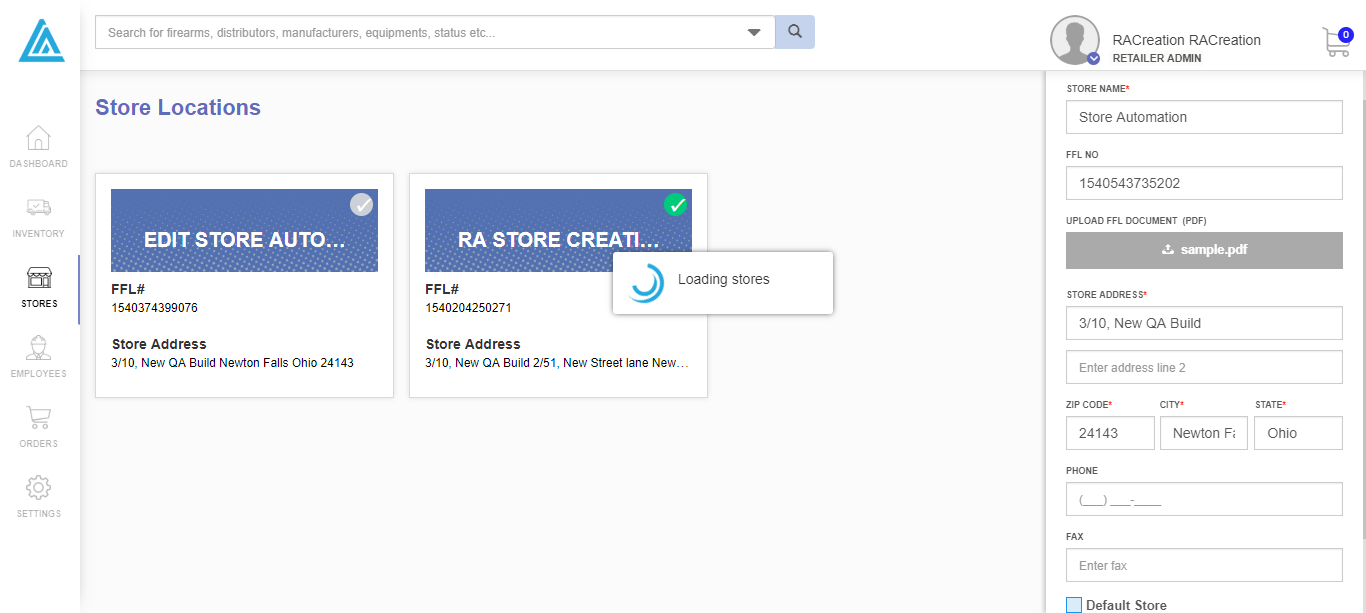 Search for firearms, distributors, manufacturers, equipments, status etc...
RACreation RACreation
RETAILER ADMIN
0
DASHBOARD
INVENTORY
STORES
EMPLOYEES
ORDERS
SETTINGS
Store Locations
EDIT STORE AUTO...
FFL#
1540374399076
Store Address
3/10, New QA Build Newton Falls Ohio 24143
RA STORE CREATI...
FFL#
1540204250271
Store Address
3/10, New QA Build 2/51, New Street lane New...
Loading stores
STORE NAME*
Store Automation
FFL NO
1540543735202
UPLOAD FFL DOCUMENT (PDF)
sample.pdf
STORE ADDRESS*
3/10, New QA Build
Enter address line 2
ZIP CODE* CITY* STATE*
24143 Newton Fa Ohio
PHONE
(___) ___-____
FAX
Enter fax
Default Store